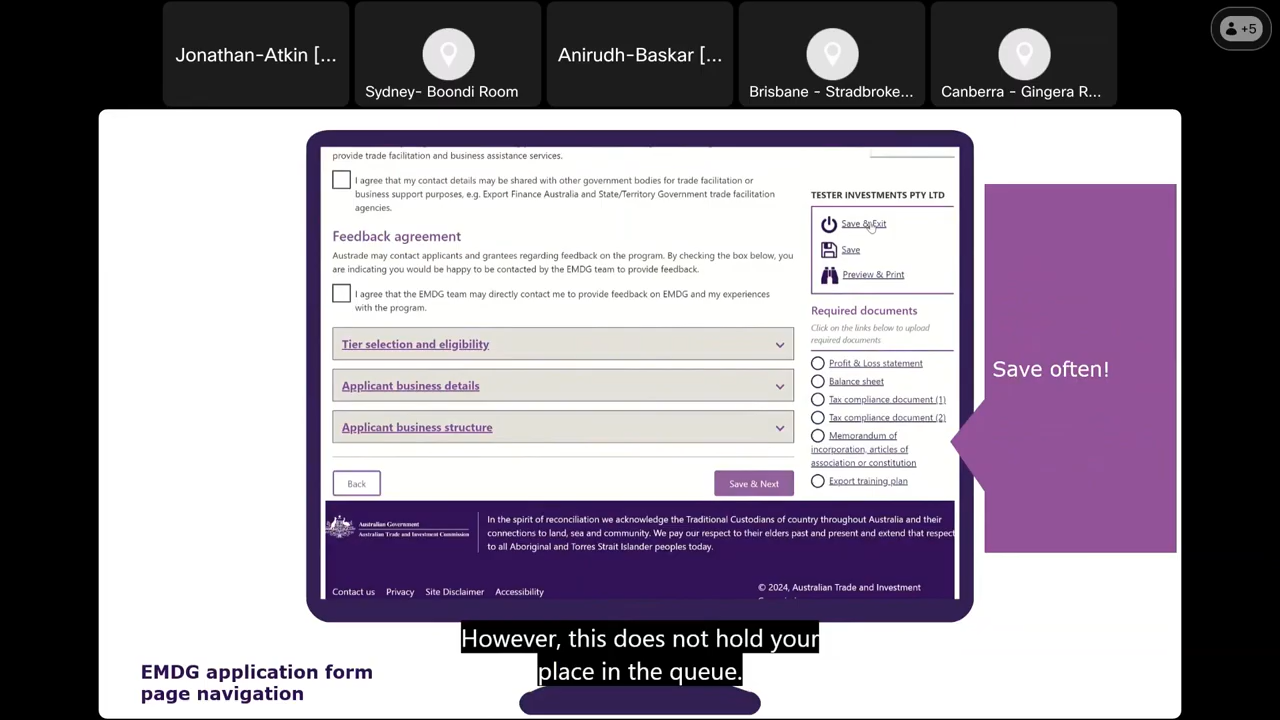 Jonathan-Atkin [...
Sydney- Boondi Room
Anirudh-Baskar [...
Brisbane - Stradbroke...
Canberra - Gingera R...
+5
provide trade facilitation and business assistance services.
I agree that my contact details may be shared with other government bodies for trade facilitation or
business support purposes, e.g. Export Finance Australia and State/Territory Government trade facilitation
agencies.
Feedback agreement
Austrade may contact applicants and grantees regarding feedback on the program. By checking the box below, you
are indicating you would be happy to be contacted by the EMDG team to provide feedback.
I agree that the EMDG team may directly contact me to provide feedback on EMDG and my experiences
with the program.
Tier selection and eligibility
Applicant business details
Applicant business structure
Back
Save & Next
TESTER INVESTMENTS PTY LTD
Save & Exit
Save
Preview & Print
Required documents
Click on the links below to upload
required documents
Profit & Loss statement
Balance sheet
Tax compliance document (1)
Tax compliance document (2)
Memorandum of
incorporation, articles of
association or constitution
Export training plan
Save often!
Australian Government
Australian Trade and Investment Commission
In the spirit of reconciliation we acknowledge the Traditional Custodians of country throughout Australia and their
connections to land, sea and community. We pay our respect to their elders past and present and extend that respect
to all Aboriginal and Torres Strait Islander peoples today.
Contact us
Privacy
Site Disclaimer
Accessibility
© 2024, Australian Trade and Investment
However, this does not hold your
place in the queue.
EMDG application form
page navigation